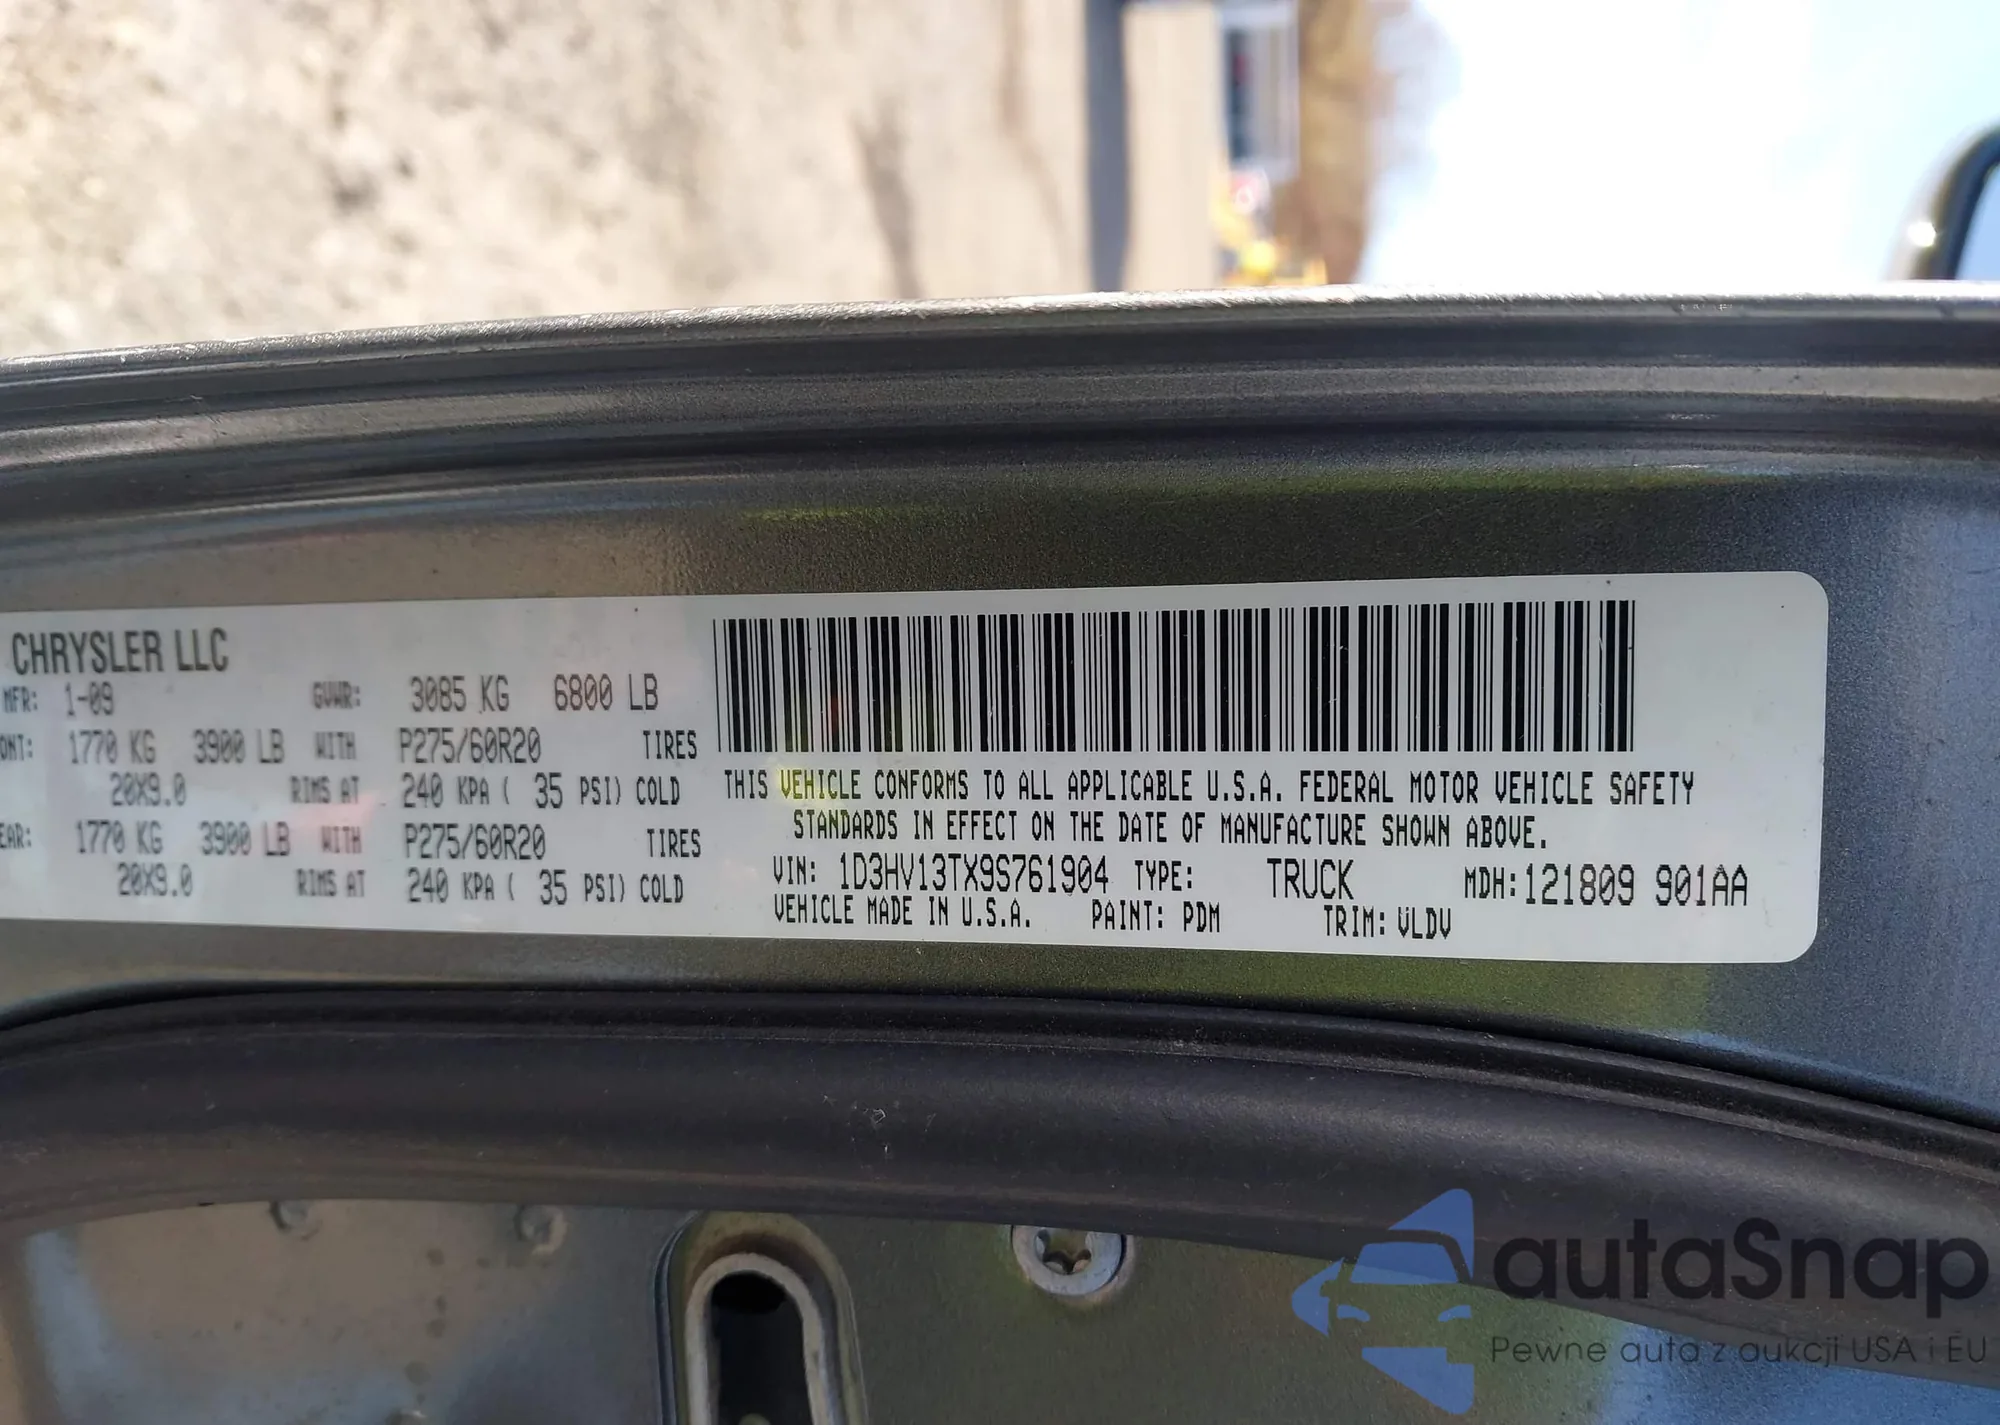 CHRYSLER LLC
MFR: 1-09 GVWR: 3085 KG 6800 LB
ONT: 1770 KG 3900 LB WITH P275/60R20 TIRES
20X9.0 RIMS AT 240 KPA ( 35 PSI) COLD
EAR: 1770 KG 3900 LB WITH P275/60R20 TIRES
20X9.0 RIMS AT 240 KPA ( 35 PSI) COLD
THIS VEHICLE CONFORMS TO ALL APPLICABLE U.S.A. FEDERAL MOTOR VEHICLE SAFETY
STANDARDS IN EFFECT ON THE DATE OF MANUFACTURE SHOWN ABOVE.
VIN: 1D3HV13TX9S761904 TYPE: TRUCK MDH: 121809 901AA
VEHICLE MADE IN U.S.A. PAINT: PDM TRIM: VLDV
autaSnap
Pewne auta z aukcji USA i EU